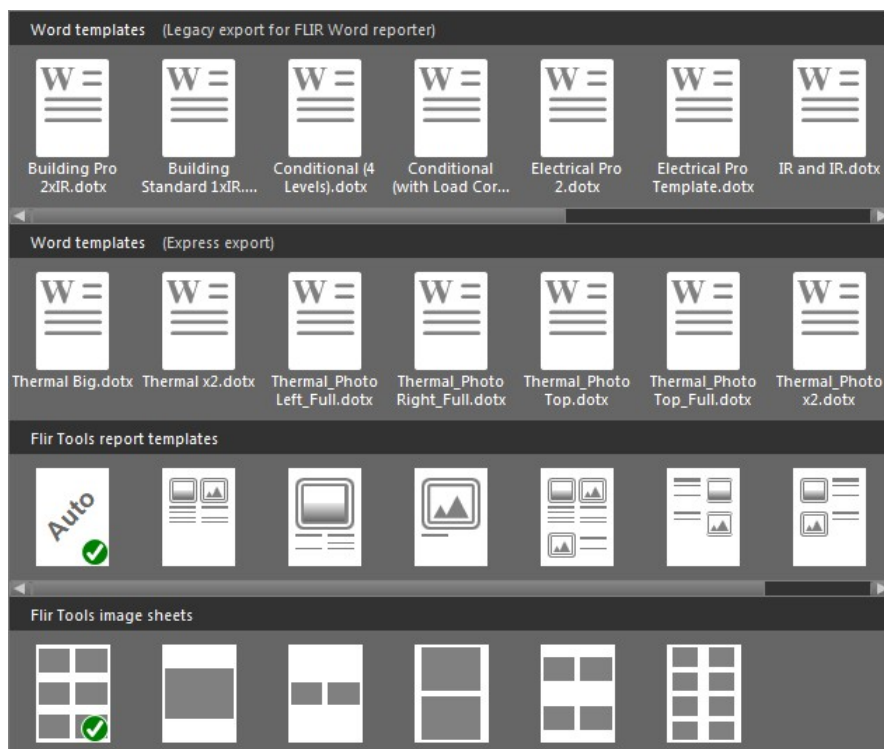 Word templates (Legacy export for FLIR Word reporter)
W W W W W W W
Building Pro 2xIR.dotx
Building Standard 1xIR....
Conditional (4 Levels).dotx
Conditional (with Load Cor...
Electrical Pro 2.dotx
Electrical Pro Template.dotx
IR and IR.dotx
Word templates (Express export)
W W W W W W W
Thermal Big.dotx
Thermal x2.dotx
Thermal_Photo Left_Full.dotx
Thermal_Photo Right_Full.dotx
Thermal_Photo Top.dotx
Thermal_Photo Top_Full.dotx
Thermal_Photo x2.dotx
Flir Tools report templates
Auto
Flir Tools image sheets